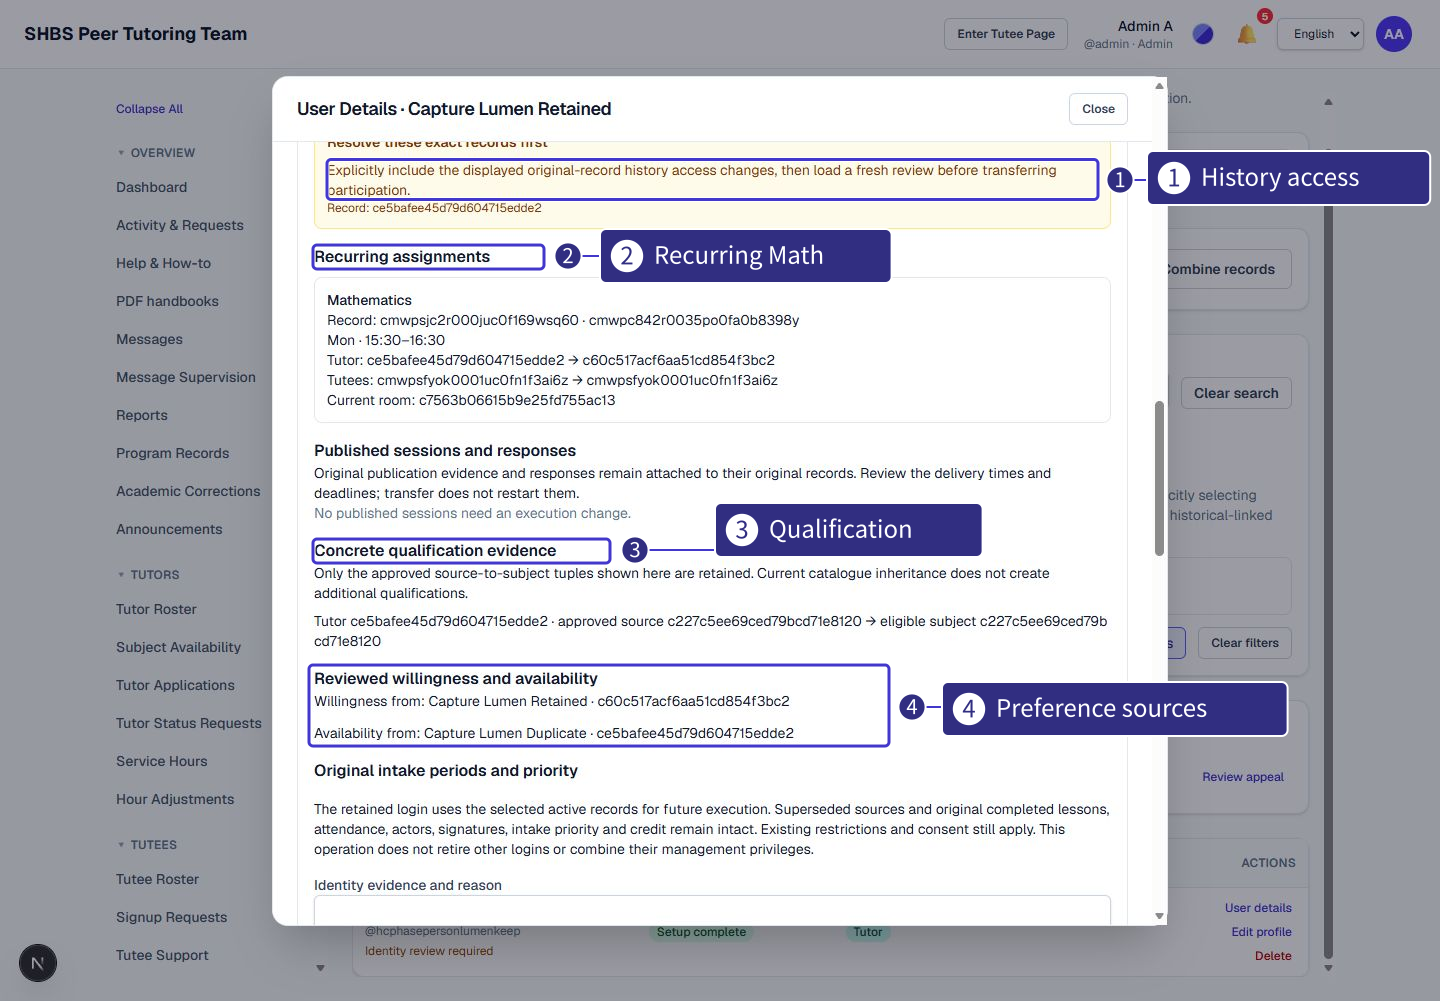 SHBS Peer Tutoring Team
Enter Tutee Page
Admin A
@admin · Admin
5
English
AA
Collapse All
OVERVIEW
Dashboard
Activity & Requests
Help & How-to
PDF handbooks
Messages
Message Supervision
Reports
Program Records
Academic Corrections
Announcements
TUTORS
Tutor Roster
Subject Availability
Tutor Applications
Tutor Status Requests
Service Hours
Hour Adjustments
TUTEES
Tutee Roster
Signup Requests
Tutee Support
N
User Details · Capture Lumen Retained
Close
Resolve these exact records first
Explicitly include the displayed original-record history access changes, then load a fresh review before transferring
participation.
Record: ce5bafee45d79d604715edde2
1
1 History access
Recurring assignments
2
2 Recurring Math
Mathematics
Record: cmwpsjc2r000juc0f169wsq60 · cmwpc842r0035po0fa0b8398y
Mon · 15:30–16:30
Tutor: ce5bafee45d79d604715edde2 → c60c517acf6aa51cd854f3bc2
Tutees: cmwpsfyok0001uc0fn1f3ai6z → cmwpsfyok0001uc0fn1f3ai6z
Current room: c7563b06615b9e25fd755ac13
Published sessions and responses
Original publication evidence and responses remain attached to their original records. Review the delivery times and
deadlines; transfer does not restart them.
No published sessions need an execution change.
Concrete qualification evidence
3
3 Qualification
Only the approved source-to-subject tuples shown here are retained. Current catalogue inheritance does not create
additional qualifications.
Tutor ce5bafee45d79d604715edde2 · approved source c227c5ee69ced79bcd71e8120 → eligible subject c227c5ee69ced79b
cd71e8120
Reviewed willingness and availability
Willingness from: Capture Lumen Retained · c60c517acf6aa51cd854f3bc2
Availability from: Capture Lumen Duplicate · ce5bafee45d79d604715edde2
4
4 Preference sources
Original intake periods and priority
The retained login uses the selected active records for future execution. Superseded sources and original completed lessons,
attendance, actors, signatures, intake priority and credit remain intact. Existing restrictions and consent still apply. This
operation does not retire other logins or combine their management privileges.
Identity evidence and reason
Combine records
Clear search
selecting
historical-linked
Clear filters
Review appeal
ACTIONS
@hcphasepersonlumenkeep
Identity review required
Setup complete
Tutor
User details
Edit profile
Delete